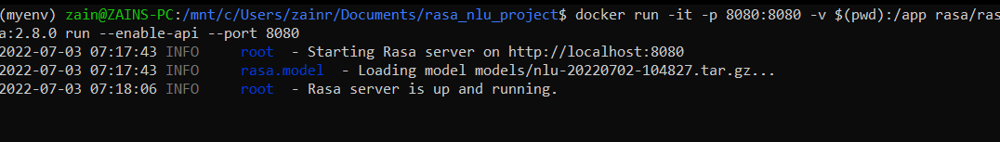 (myenv) zain@ZAINS-PC:/mnt/c/Users/zainr/Documents/rasa_nlu_project$ docker run -it -p 8080:8080 -v $(pwd):/app rasa/ras
a:2.8.0 run --enable-api --port 8080
2022-07-03 07:17:43 INFO     root  - Starting Rasa server on http://localhost:8080
2022-07-03 07:17:43 INFO     rasa.model  - Loading model models/nlu-20220702-104827.tar.gz...
2022-07-03 07:18:06 INFO     root  - Rasa server is up and running.